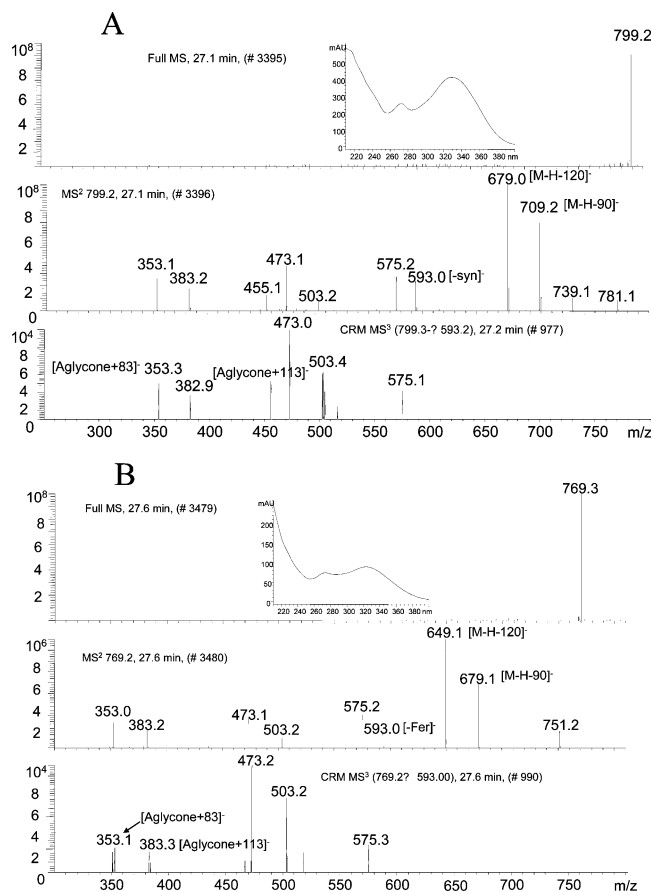 A
10⁸
8
6
4
2
Full MS, 27.1 min, (# 3395)
799.2
mAU
500
400
300
200
100
0
220 240 260 280 300 320 340 360 380 nm
10⁸
8
6
4
2
0
MS² 799.2, 27.1 min, (# 3396)
679.0 [M-H-120]⁻
709.2 [M-H-90]⁻
353.1
383.2
455.1
473.1
503.2
575.2
593.0 [-syn]⁻
739.1
781.1
10⁴
8
6
4
2
0
473.0
CRM MS³ (799.3-? 593.2), 27.2 min (# 977)
[Aglycone+83]⁻
353.3
382.9
[Aglycone+113]⁻
503.4
575.1
300 350 400 450 500 550 600 650 700 750 m/z
B
10⁸
8
6
4
2
Full MS, 27.6 min, (# 3479)
769.3
mAU
200
150
100
50
0
220 240 260 280 300 320 340 360 380 nm
10⁶
8
6
4
2
0
MS² 769.2, 27.6 min, (# 3480)
649.1 [M-H-120]⁻
679.1 [M-H-90]⁻
353.0
383.2
473.1
503.2
575.2
593.0 [-Fer]⁻
751.2
10⁴
8
6
4
2
0
473.2
CRM MS³ (769.2? 593.00), 27.6 min, (# 990)
503.2
[Aglycone+83]⁻
353.1
383.3 [Aglycone+113]⁻
575.3
350 400 450 500 550 600 650 700 750 m/z